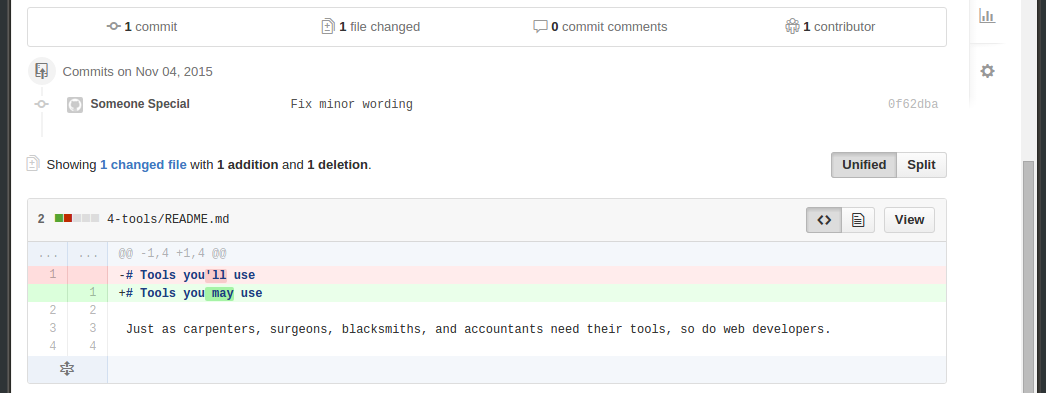 1 commit 1 file changed 0 commit comments 1 contributor
Commits on Nov 04, 2015
Someone Special Fix minor wording 0f62dba
Showing 1 changed file with 1 addition and 1 deletion. Unified Split
2 4-tools/README.md <> View
... ... @@ -1,4 +1,4 @@
1 -# Tools you'll use
1 +# Tools you may use
2 2
3 3 Just as carpenters, surgeons, blacksmiths, and accountants need their tools, so do web developers.
4 4